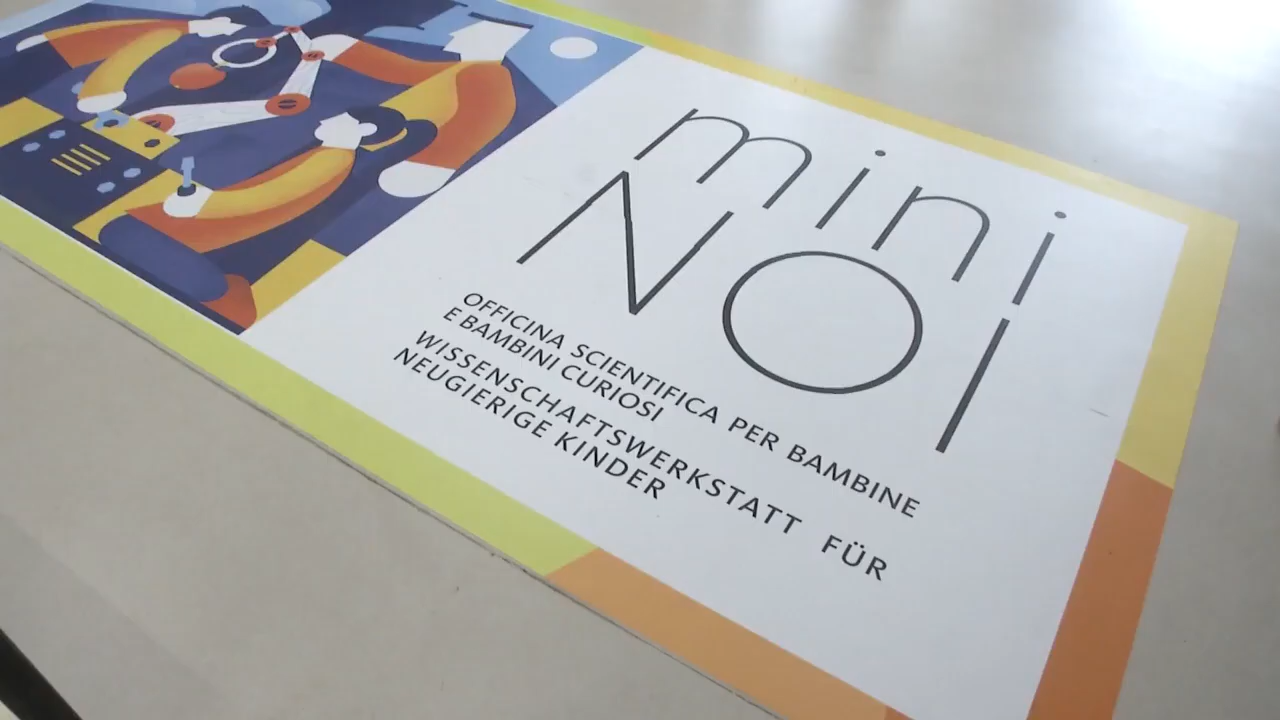 mini
NOI
OFFICINA SCIENTIFICA PER BAMBINE
E BAMBINI CURIOSI
WISSENSCHAFTSWERKSTATT FÜR
NEUGIERIGE KINDER